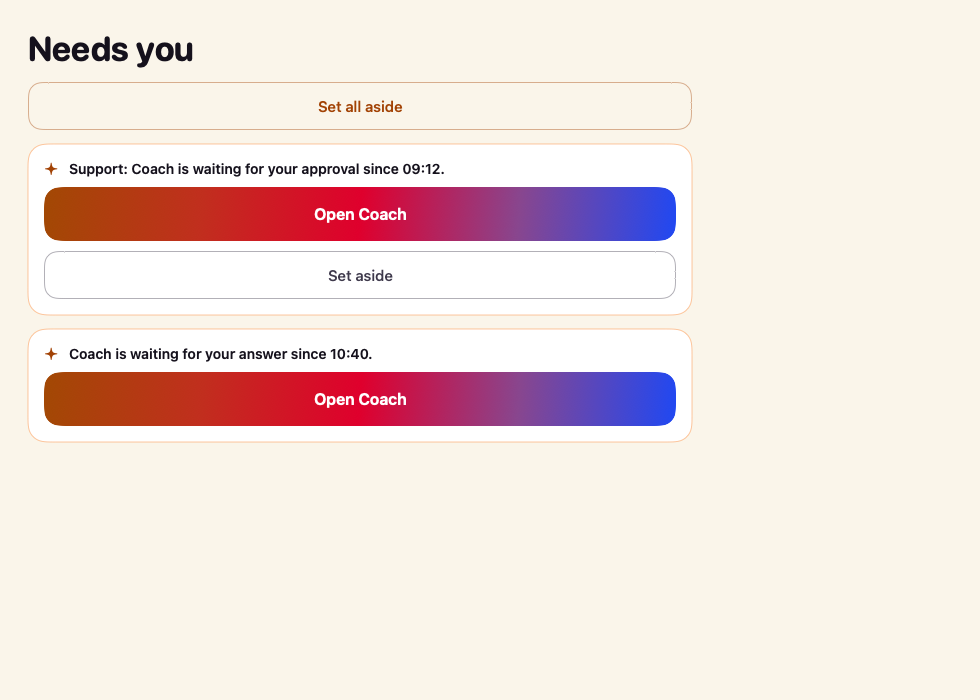 Needs you
Set all aside
Support: Coach is waiting for your approval since 09:12.
Open Coach
Set aside
Coach is waiting for your answer since 10:40.
Open Coach